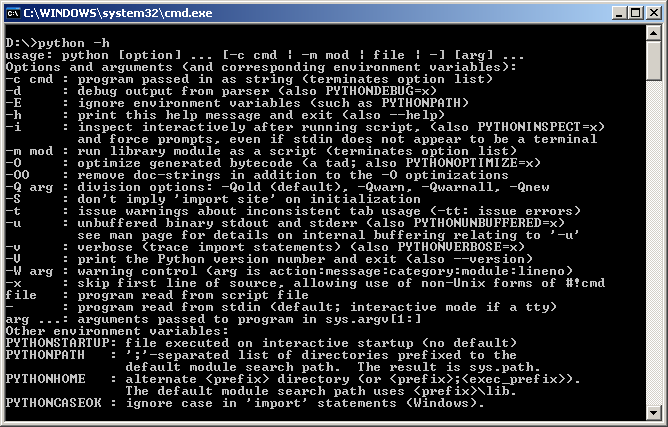 C:\WINDOWS\system32\cmd.exe
D:\>python -h
usage: python [option] ... [-c cmd | -m mod | file | -] [arg] ...
Options and arguments (and corresponding environment variables):
-c cmd : program passed in as string (terminates option list)
-d     : debug output from parser (also PYTHONDEBUG=x)
-E     : ignore environment variables (such as PYTHONPATH)
-h     : print this help message and exit (also --help)
-i     : inspect interactively after running script, (also PYTHONINSPECT=x)
         and force prompts, even if stdin does not appear to be a terminal
-m mod : run library module as a script (terminates option list)
-O     : optimize generated bytecode (a tad; also PYTHONOPTIMIZE=x)
-OO    : remove doc-strings in addition to the -O optimizations
-Q arg : division options: -Qold (default), -Qwarn, -Qwarnall, -Qnew
-S     : don't imply 'import site' on initialization
-t     : issue warnings about inconsistent tab usage (-tt: issue errors)
-u     : unbuffered binary stdout and stderr (also PYTHONUNBUFFERED=x)
         see man page for details on internal buffering relating to '-u'
-v     : verbose (trace import statements) (also PYTHONVERBOSE=x)
-V     : print the Python version number and exit (also --version)
-W arg : warning control (arg is action:message:category:module:lineno)
-x     : skip first line of source, allowing use of non-Unix forms of #!cmd
file   : program read from script file
-      : program read from stdin (default; interactive mode if a tty)
arg ...: arguments passed to program in sys.argv[1:]
Other environment variables:
PYTHONSTARTUP: file executed on interactive startup (no default)
PYTHONPATH   : ';'-separated list of directories prefixed to the
               default module search path.  The result is sys.path.
PYTHONHOME   : alternate <prefix> directory (or <prefix>;<exec_prefix>).
               The default module search path uses <prefix>\lib.
PYTHONCASEOK : ignore case in 'import' statements (Windows).